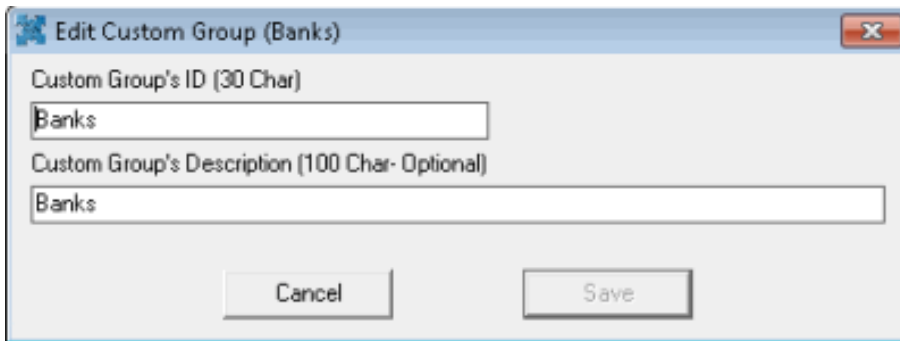 Edit Custom Group (Banks)
Custom Group's ID (30 Char)
Banks
Custom Group's Description (100 Char- Optional)
Banks
Cancel Save